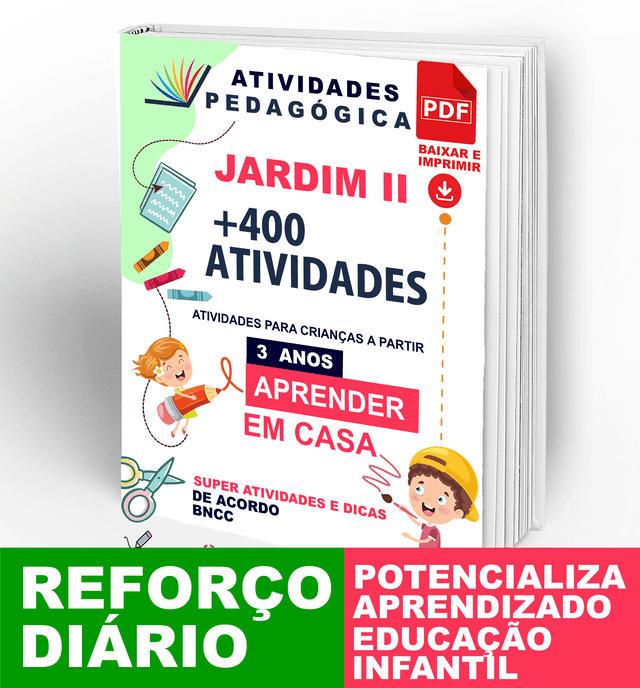 ATIVIDADES
PEDAGÓGICA
PDF
BAIXAR E
IMPRIMIR
JARDIM II
+400
ATIVIDADES
ATIVIDADES PARA CRIANÇAS A PARTIR
3 ANOS
APRENDER
EM CASA
SUPER ATIVIDADES E DICAS
DE ACORDO
BNCC
REFORÇO
DIÁRIO
POTENCIALIZA
APRENDIZADO
EDUCAÇÃO
INFANTIL